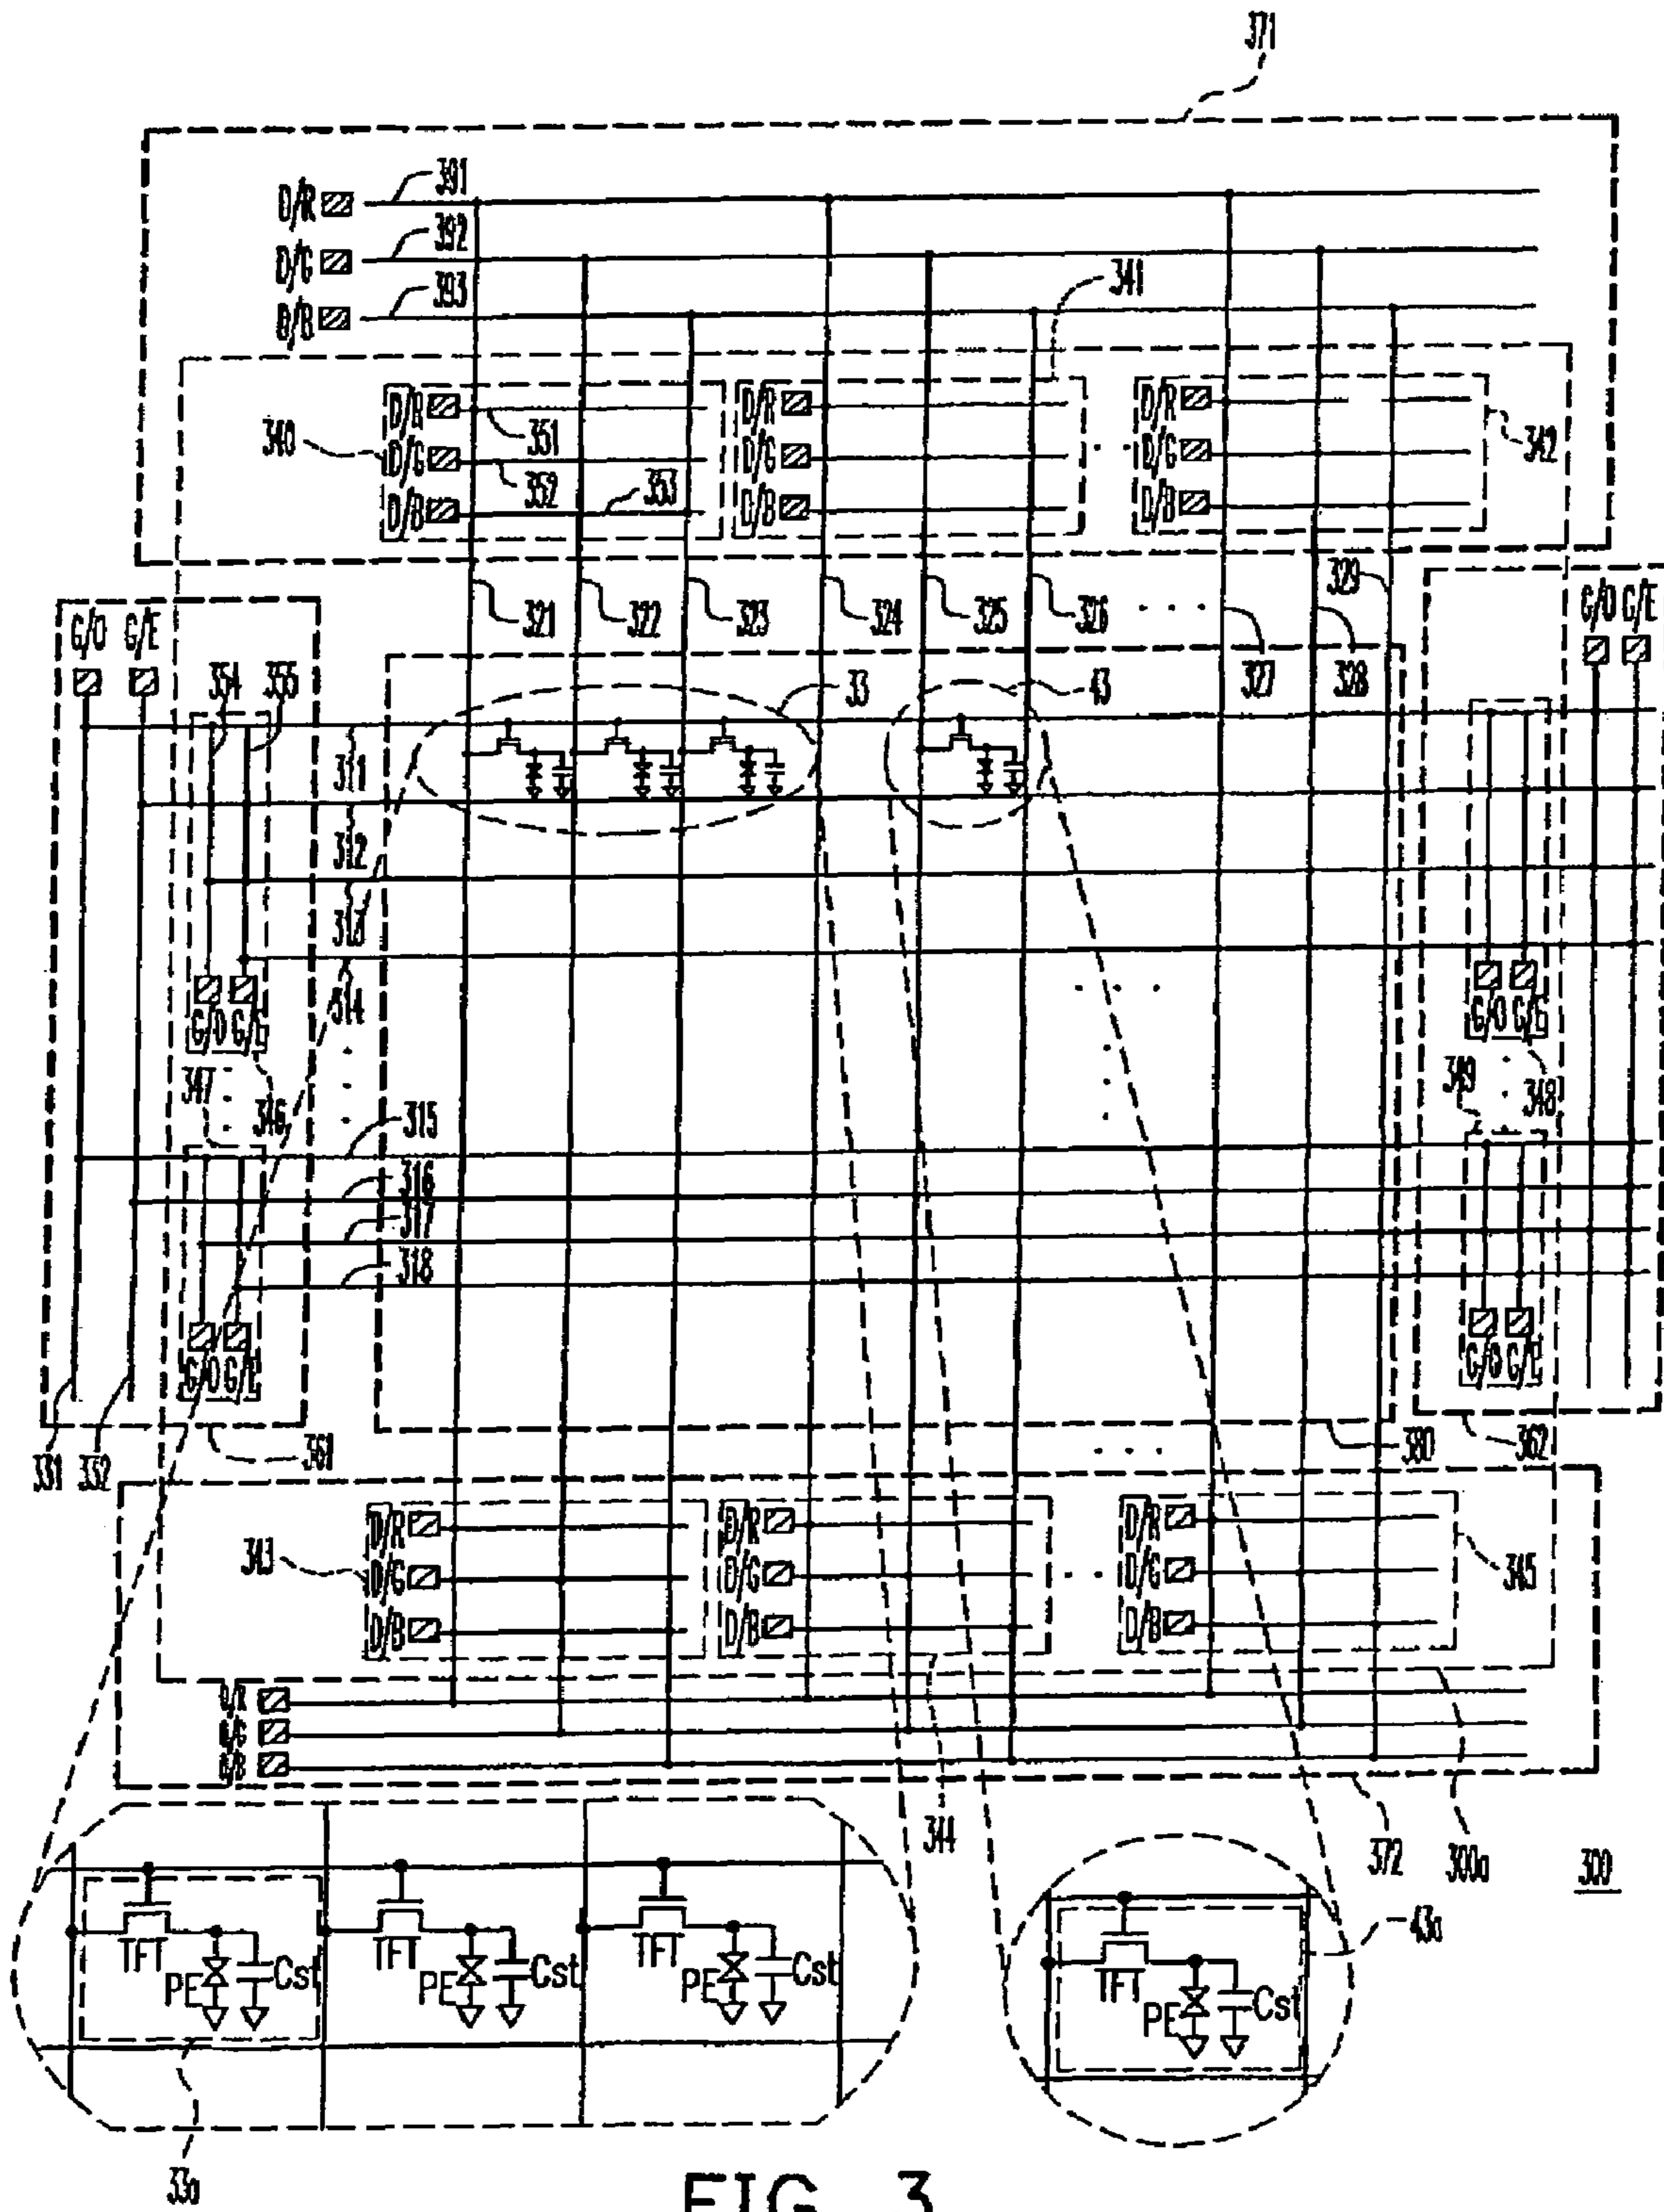 371
391
D/R
392
D/G
393
D/B
341
D/R
351
D/G
352
353
D/B
340
D/R
D/G
D/B
D/R
D/G
D/B
342
329
G/O G/E
321
322
323
324
325
326
327
328
G/O G/E
354
355
33
43
311
312
313
314
G/O G/E
347
346
315
316
317
318
G/O G/E
331
332
361
G/O G/E
349
348
G/O G/E
380
362
343
D/R
D/G
D/B
D/R
D/G
D/B
D/R
D/G
D/B
345
D/R
D/G
D/B
344
372
300a
300
TFT
PE
Cst
TFT
PE
Cst
TFT
PE
Cst
33a
TFT
PE
Cst
43a
FIG. 3